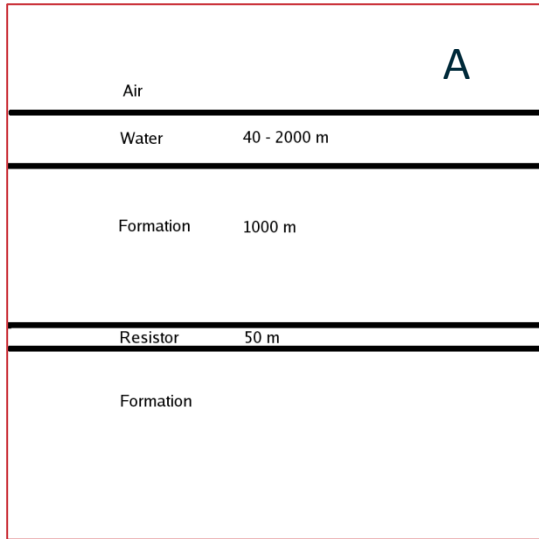 A
Air
Water 40 - 2000 m
Formation 1000 m
Resistor 50 m
Formation